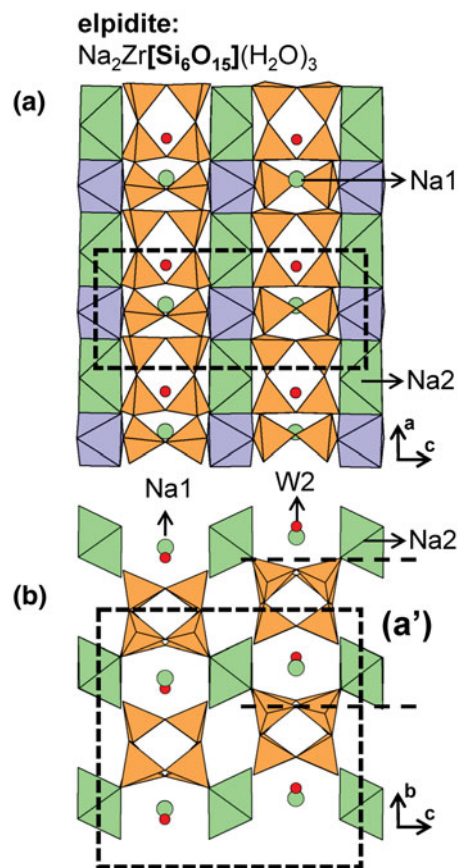 elpidite:
Na₂Zr[Si₆O₁₅](H₂O)₃
(a)
Na1
Na2
a
c
Na1
W2
Na2
(b)
(a')
b
c